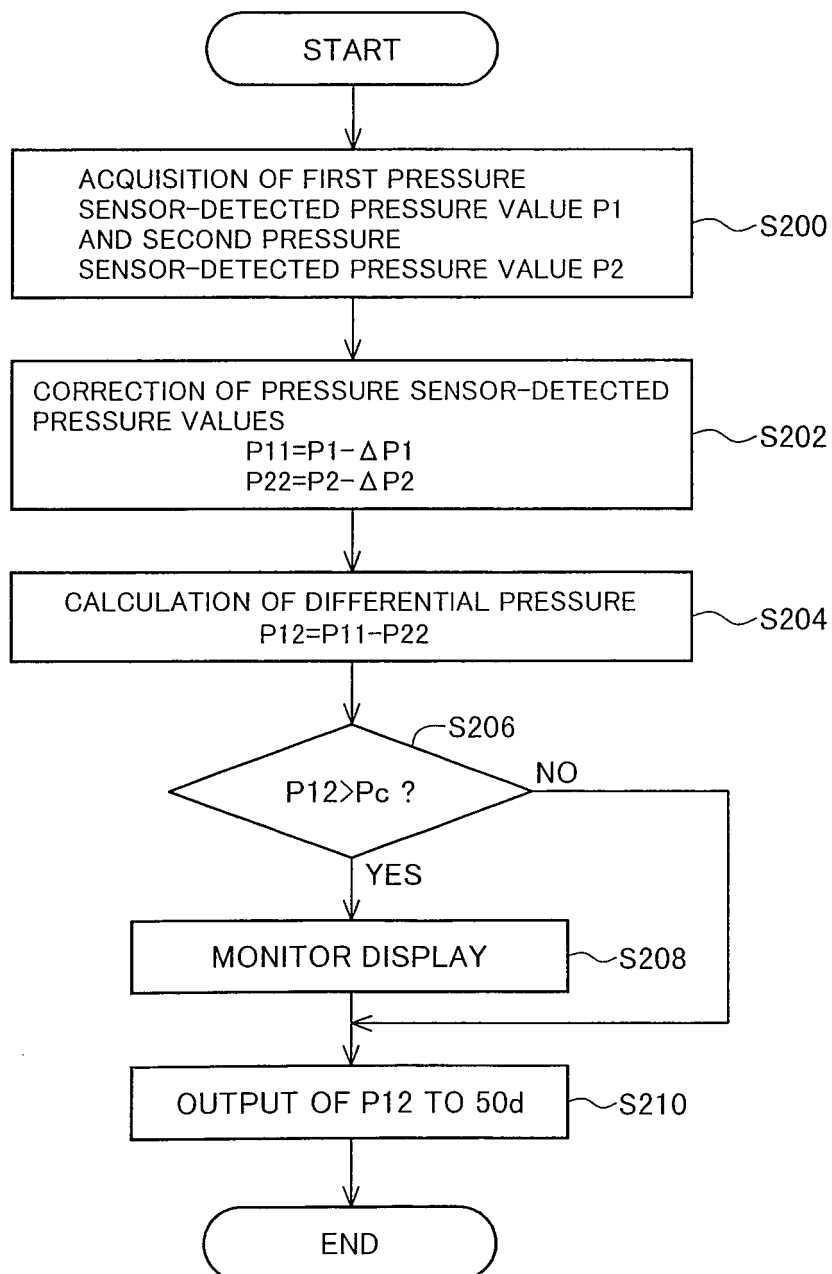 START
ACQUISITION OF FIRST PRESSURE
SENSOR-DETECTED PRESSURE VALUE P1
AND SECOND PRESSURE
SENSOR-DETECTED PRESSURE VALUE P2
S200
CORRECTION OF PRESSURE SENSOR-DETECTED
PRESSURE VALUES
P11=P1-ΔP1
P22=P2-ΔP2
S202
CALCULATION OF DIFFERENTIAL PRESSURE
P12=P11-P22
S204
S206
P12>Pc ?
NO
YES
MONITOR DISPLAY
S208
OUTPUT OF P12 TO 50d
S210
END